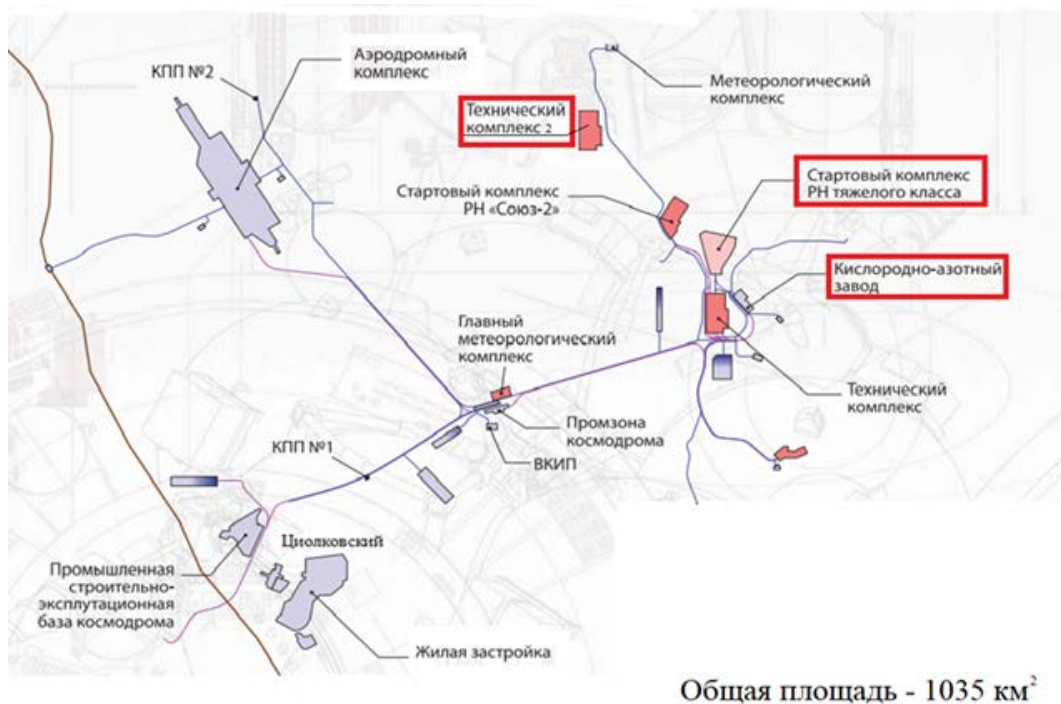 КПП №2
Аэродромный
комплекс
Метеорологический
комплекс
Технический
комплекс 2
Стартовый комплекс
РН тяжелого класса
Стартовый комплекс
РН «Союз-2»
Кислородно-азотный
завод
Главный
метеорологический
комплекс
Технический
комплекс
Промзона
космодрома
ВКИП
КПП №1
Циолковский
Промышленная
строительно-
эксплутационная
база космодрома
Жилая застройка
Общая площадь - 1035 км²